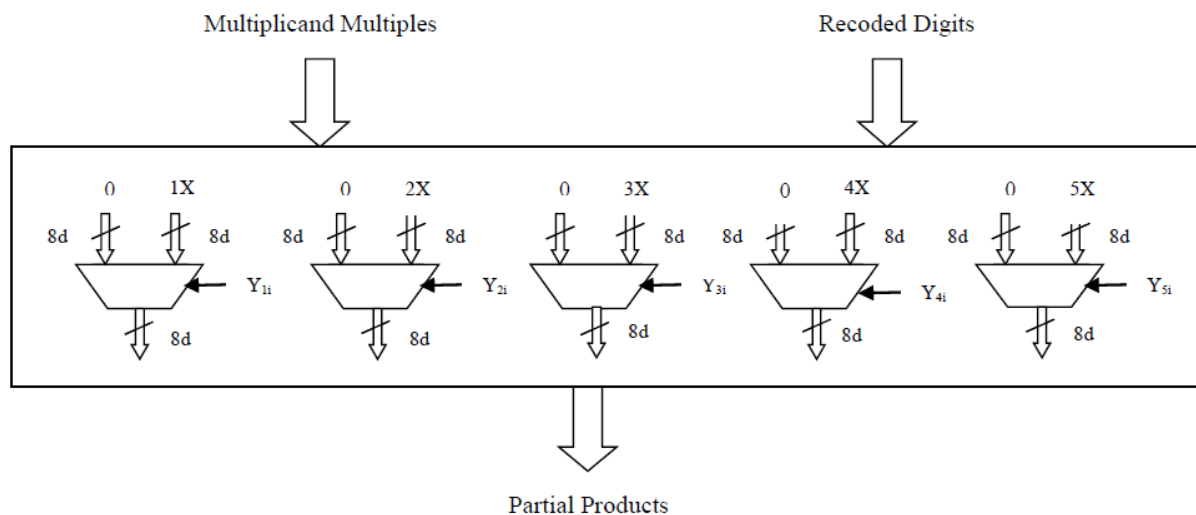 Multiplicand Multiples
Recoded Digits
0 1X 0 2X 0 3X 0 4X 0 5X
8d 8d 8d 8d 8d 8d 8d 8d 8d 8d
Y1i Y2i Y3i Y4i Y5i
8d 8d 8d 8d 8d
Partial Products